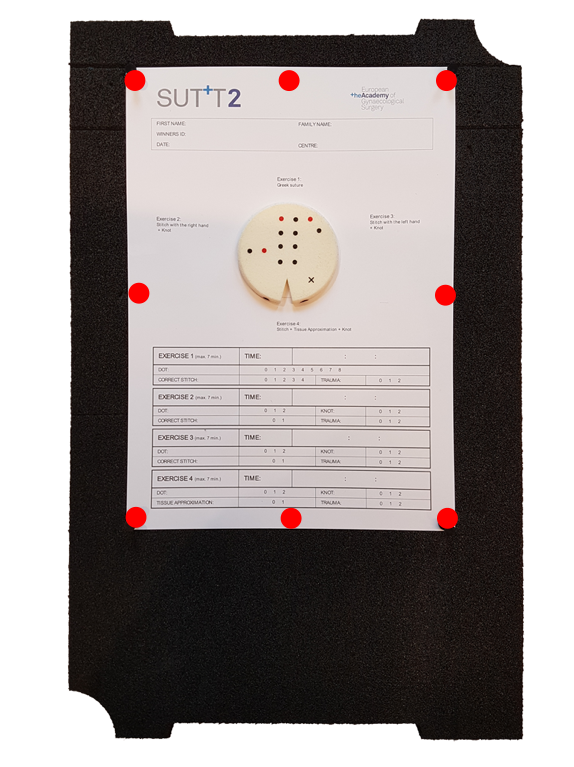 SUTT2
European
theAcademy of
Gynaecological
Surgery
FIRST NAME: FAMILY NAME:
WINNERS ID:
DATE: CENTRE:
Exercise 1:
Greek suture
Exercise 2:
Stitch with the right hand
+ Knot
Exercise 3:
Stitch with the left hand
+ Knot
Exercise 4:
Stitch + Tissue Approximation + Knot
EXERCISE 1 (max. 7 min.) TIME: : :
DOT: 0 1 2 3 4 5 6 7 8
CORRECT STITCH: 0 1 2 3 4 TRAUMA: 0 1 2
EXERCISE 2 (max. 7 min.) TIME: : :
DOT: 0 1 2 KNOT: 0 1 2
CORRECT STITCH: 0 1 TRAUMA: 0 1 2
EXERCISE 3 (max. 7 min.) TIME: : :
DOT: 0 1 2 KNOT: 0 1 2
CORRECT STITCH: 0 1 TRAUMA: 0 1 2
EXERCISE 4 (max. 7 min.) TIME: : :
DOT: 0 1 2 KNOT: 0 1 2
TISSUE APPROXIMATION: 0 1 TRAUMA: 0 1 2